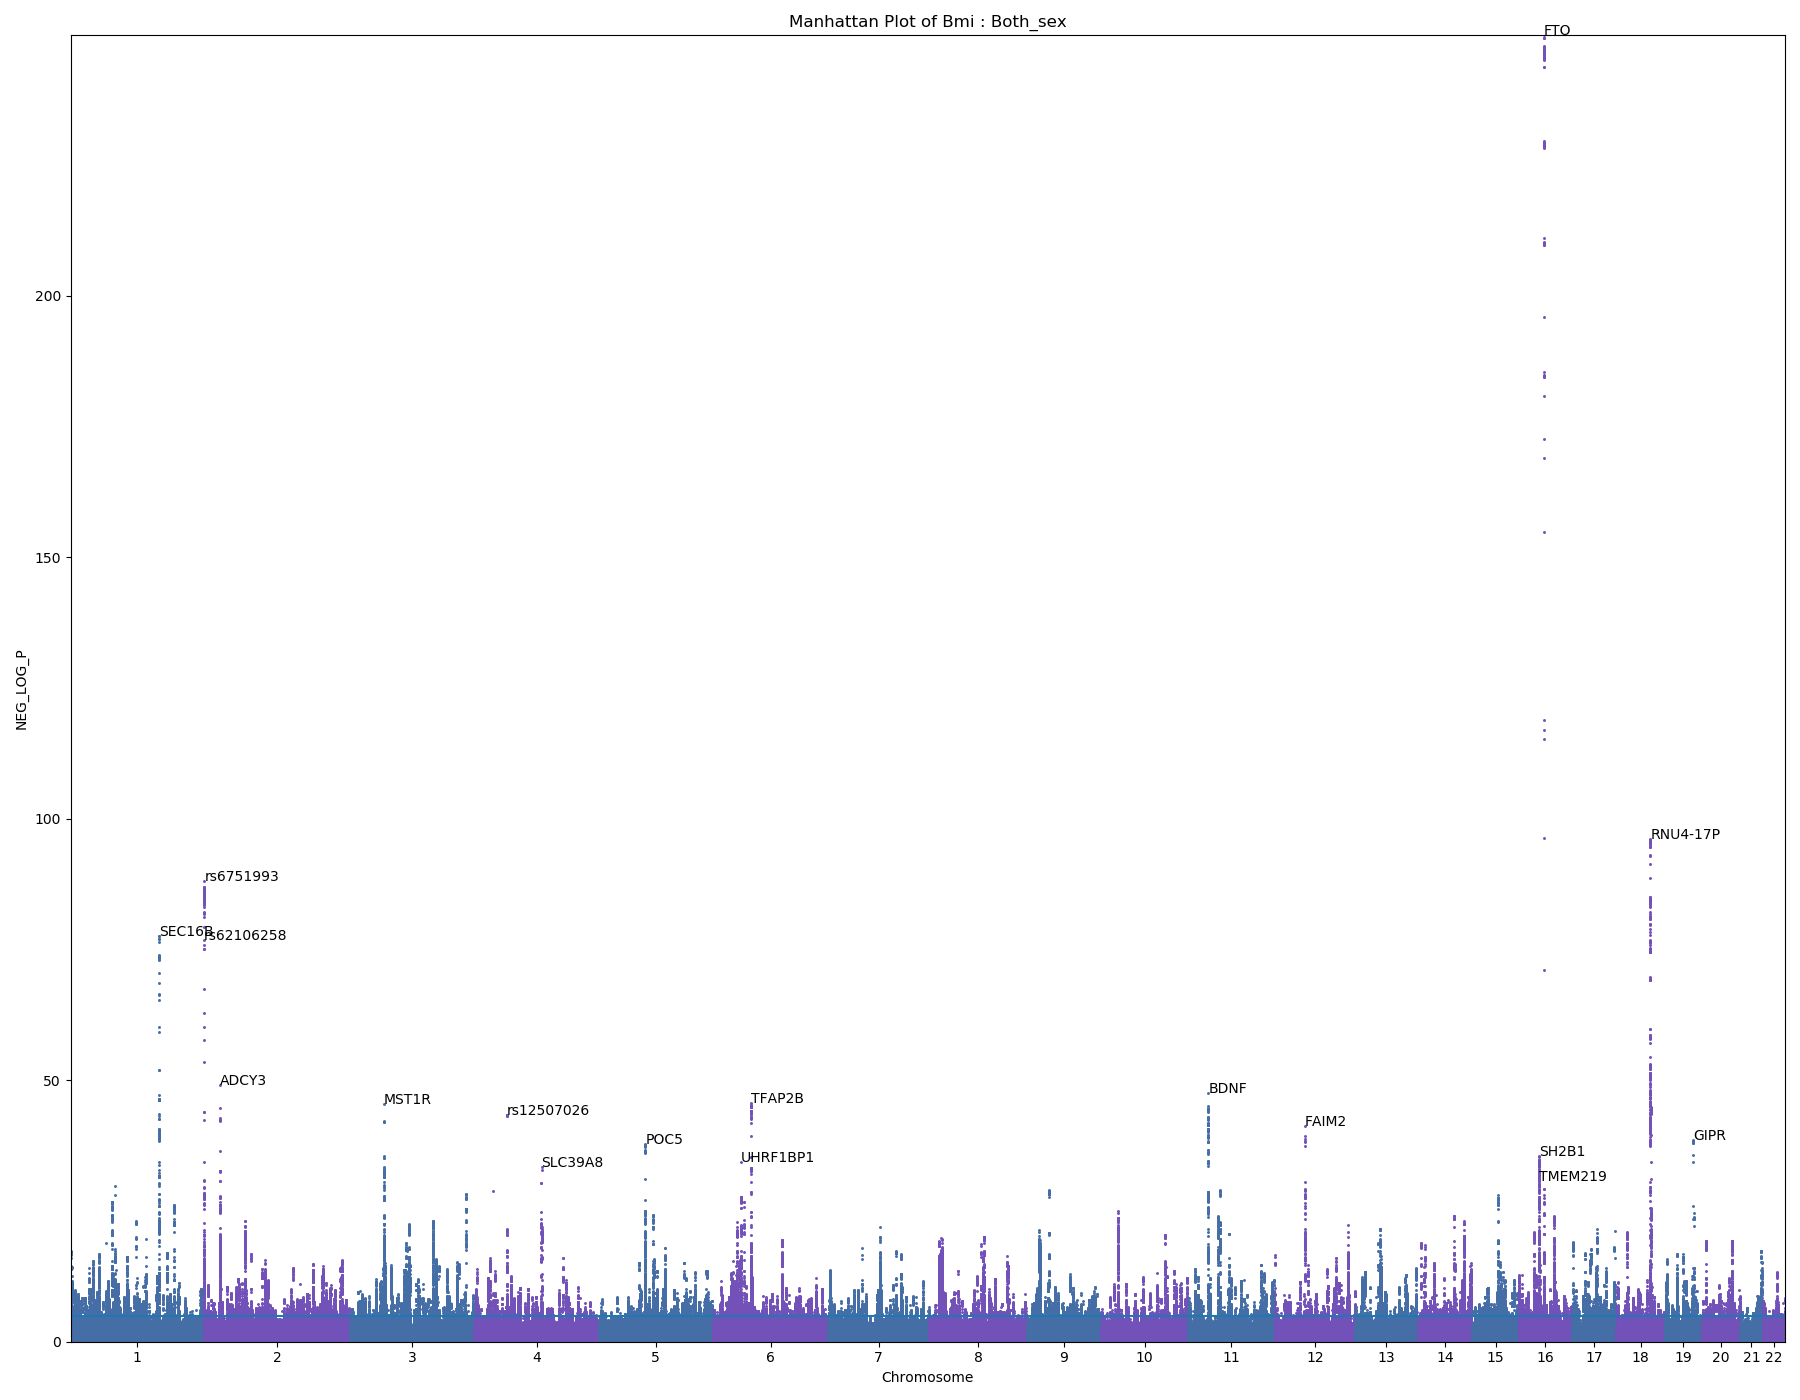 Manhattan Plot of Bmi : Both_sex
FTO
200
150
NEG_LOG_P
100
RNU4-17P
rs6751993
SEC16B
rs62106258
50
ADCY3
MST1R
rs12507026
TFAP2B
BDNF
FAIM2
GIPR
POC5
SLC39A8
UHRF1BP1
SH2B1
TMEM219
0
1 2 3 4 5 6 7 8 9 10 11 12 13 14 15 16 17 18 19 20 21 22
Chromosome